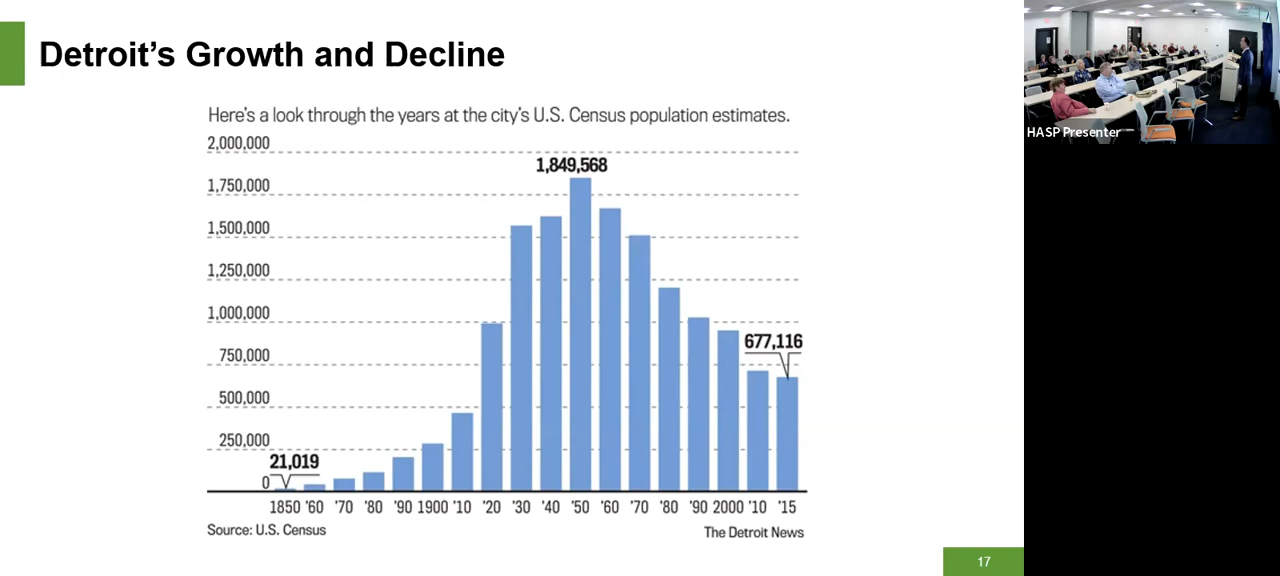 Detroit’s Growth and Decline
Here’s a look through the years at the city’s U.S. Census population estimates.
2,000,000
1,849,568
1,750,000
1,500,000
1,250,000
1,000,000
677,116
750,000
500,000
250,000
21,019
0
1850 ’60 ’70 ’80 ’90 1900 ’10 ’20 ’30 ’40 ’50 ’60 ’70 ’80 ’90 2000 ’10 ’15
Source: U.S. Census
The Detroit News
17
HASP Presenter